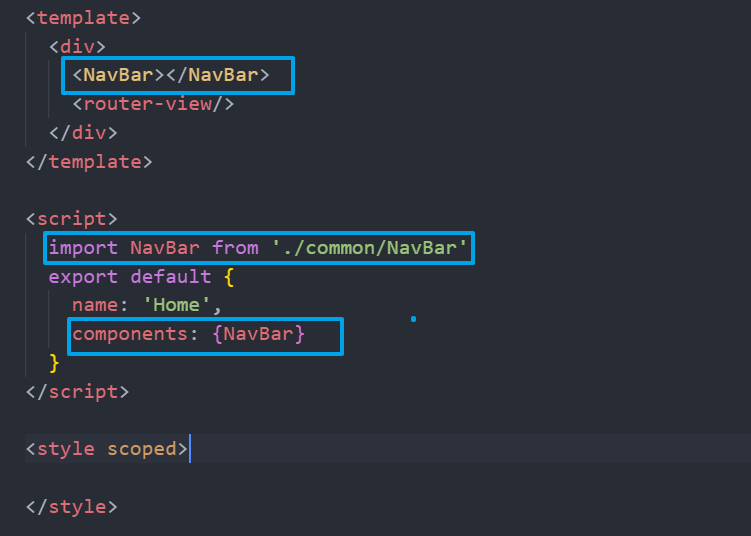 <template>
<div>
<NavBar></NavBar>
<router-view/>
</div>
</template>
<script>
import NavBar from './common/NavBar'
export default {
name: 'Home',
components: {NavBar}
}
</script>
<style scoped>
</style>